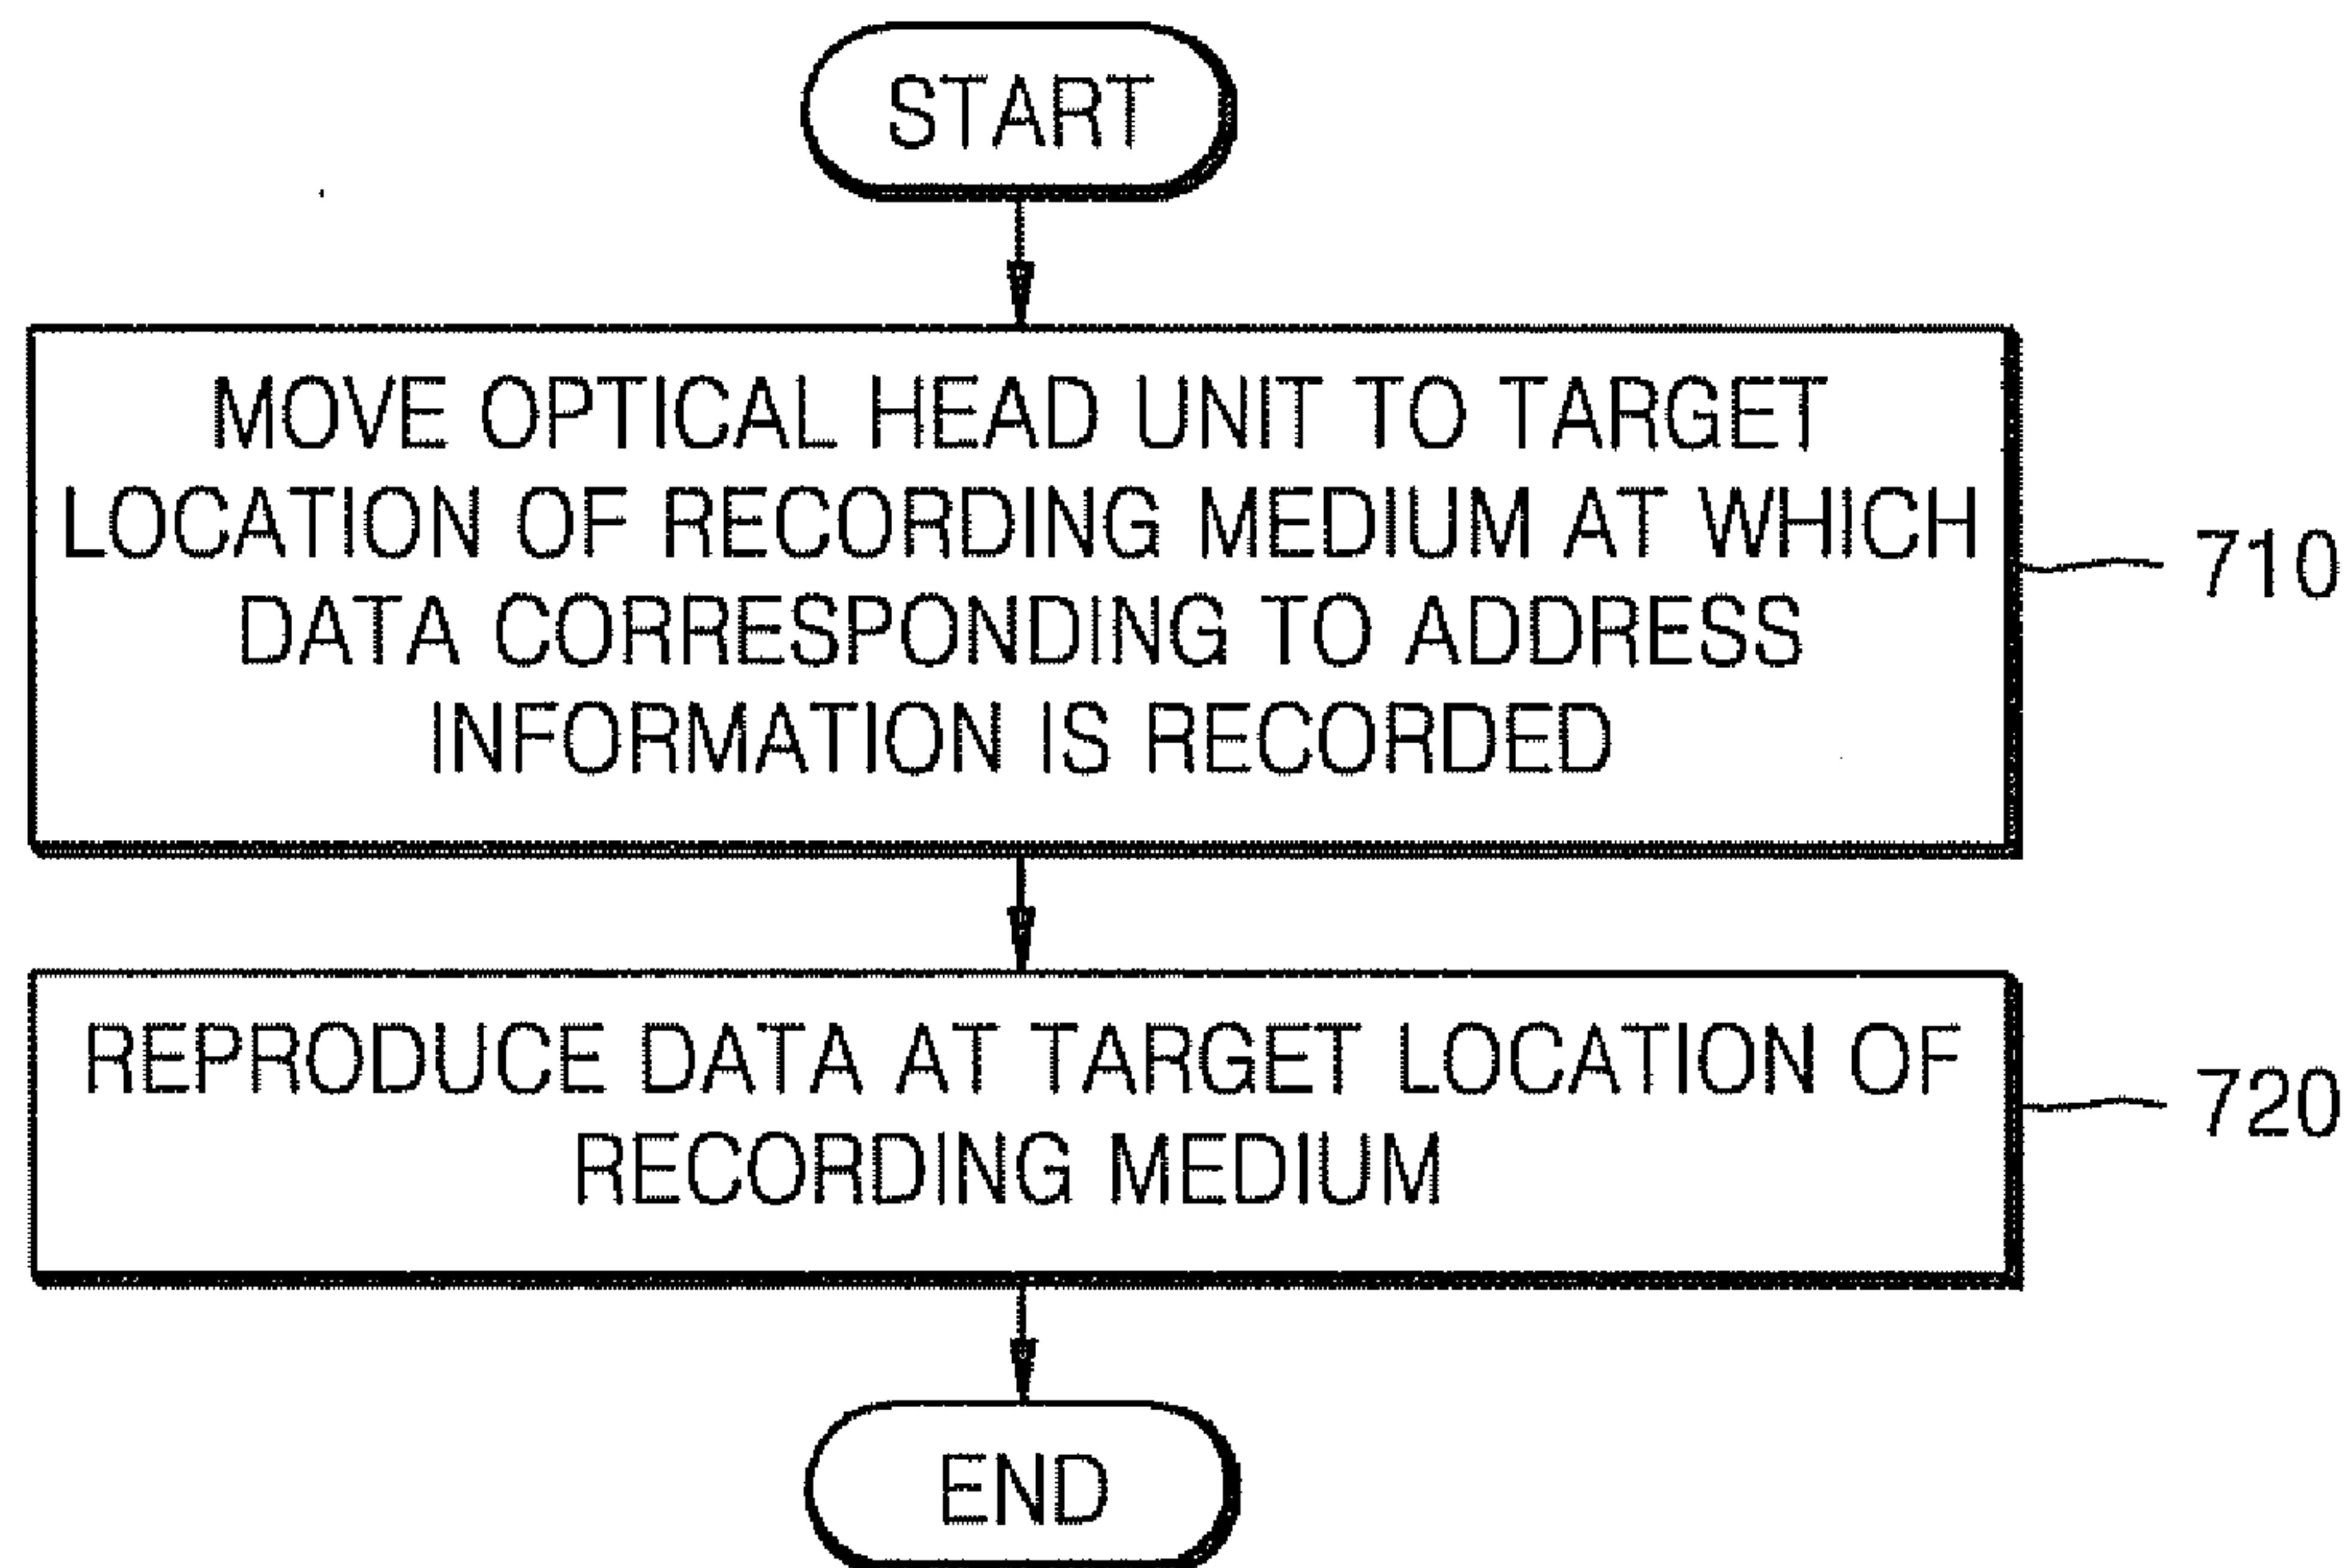 START
MOVE OPTICAL HEAD UNIT TO TARGET
LOCATION OF RECORDING MEDIUM AT WHICH
DATA CORRESPONDING TO ADDRESS
INFORMATION IS RECORDED
710
REPRODUCE DATA AT TARGET LOCATION OF
RECORDING MEDIUM
720
END